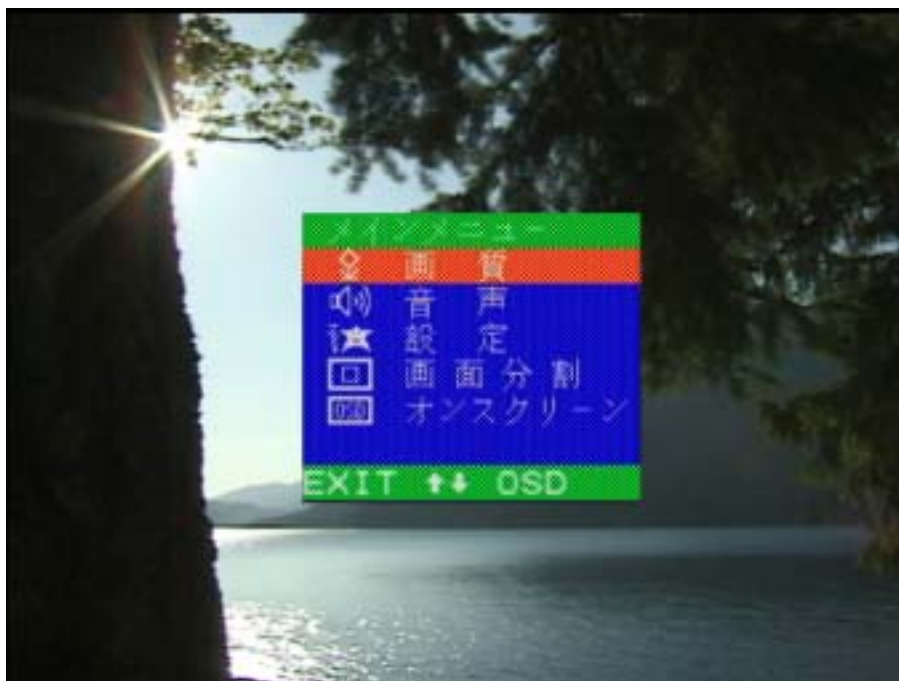 メインメニュー
画 質
音 声
設 定
画 面 分 割
オンスクリーン
EXIT ⬆⬇ OSD